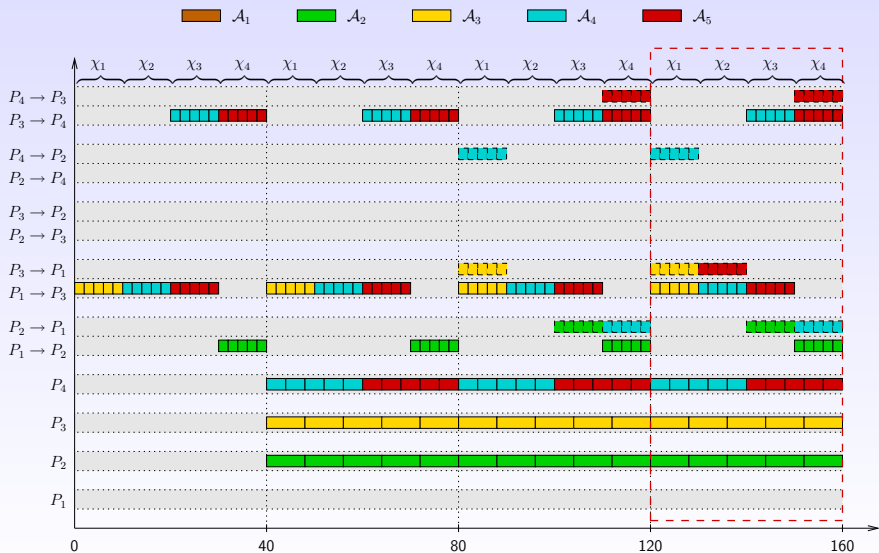 𝒜₁ 𝒜₂ 𝒜₃ 𝒜₄ 𝒜₅
χ₁ χ₂ χ₃ χ₄ χ₁ χ₂ χ₃ χ₄ χ₁ χ₂ χ₃ χ₄ χ₁ χ₂ χ₃ χ₄
P₄ → P₃
P₃ → P₄
P₄ → P₂
P₂ → P₄
P₃ → P₂
P₂ → P₃
P₃ → P₁
P₁ → P₃
P₂ → P₁
P₁ → P₂
P₄
P₃
P₂
P₁
0 40 80 120 160